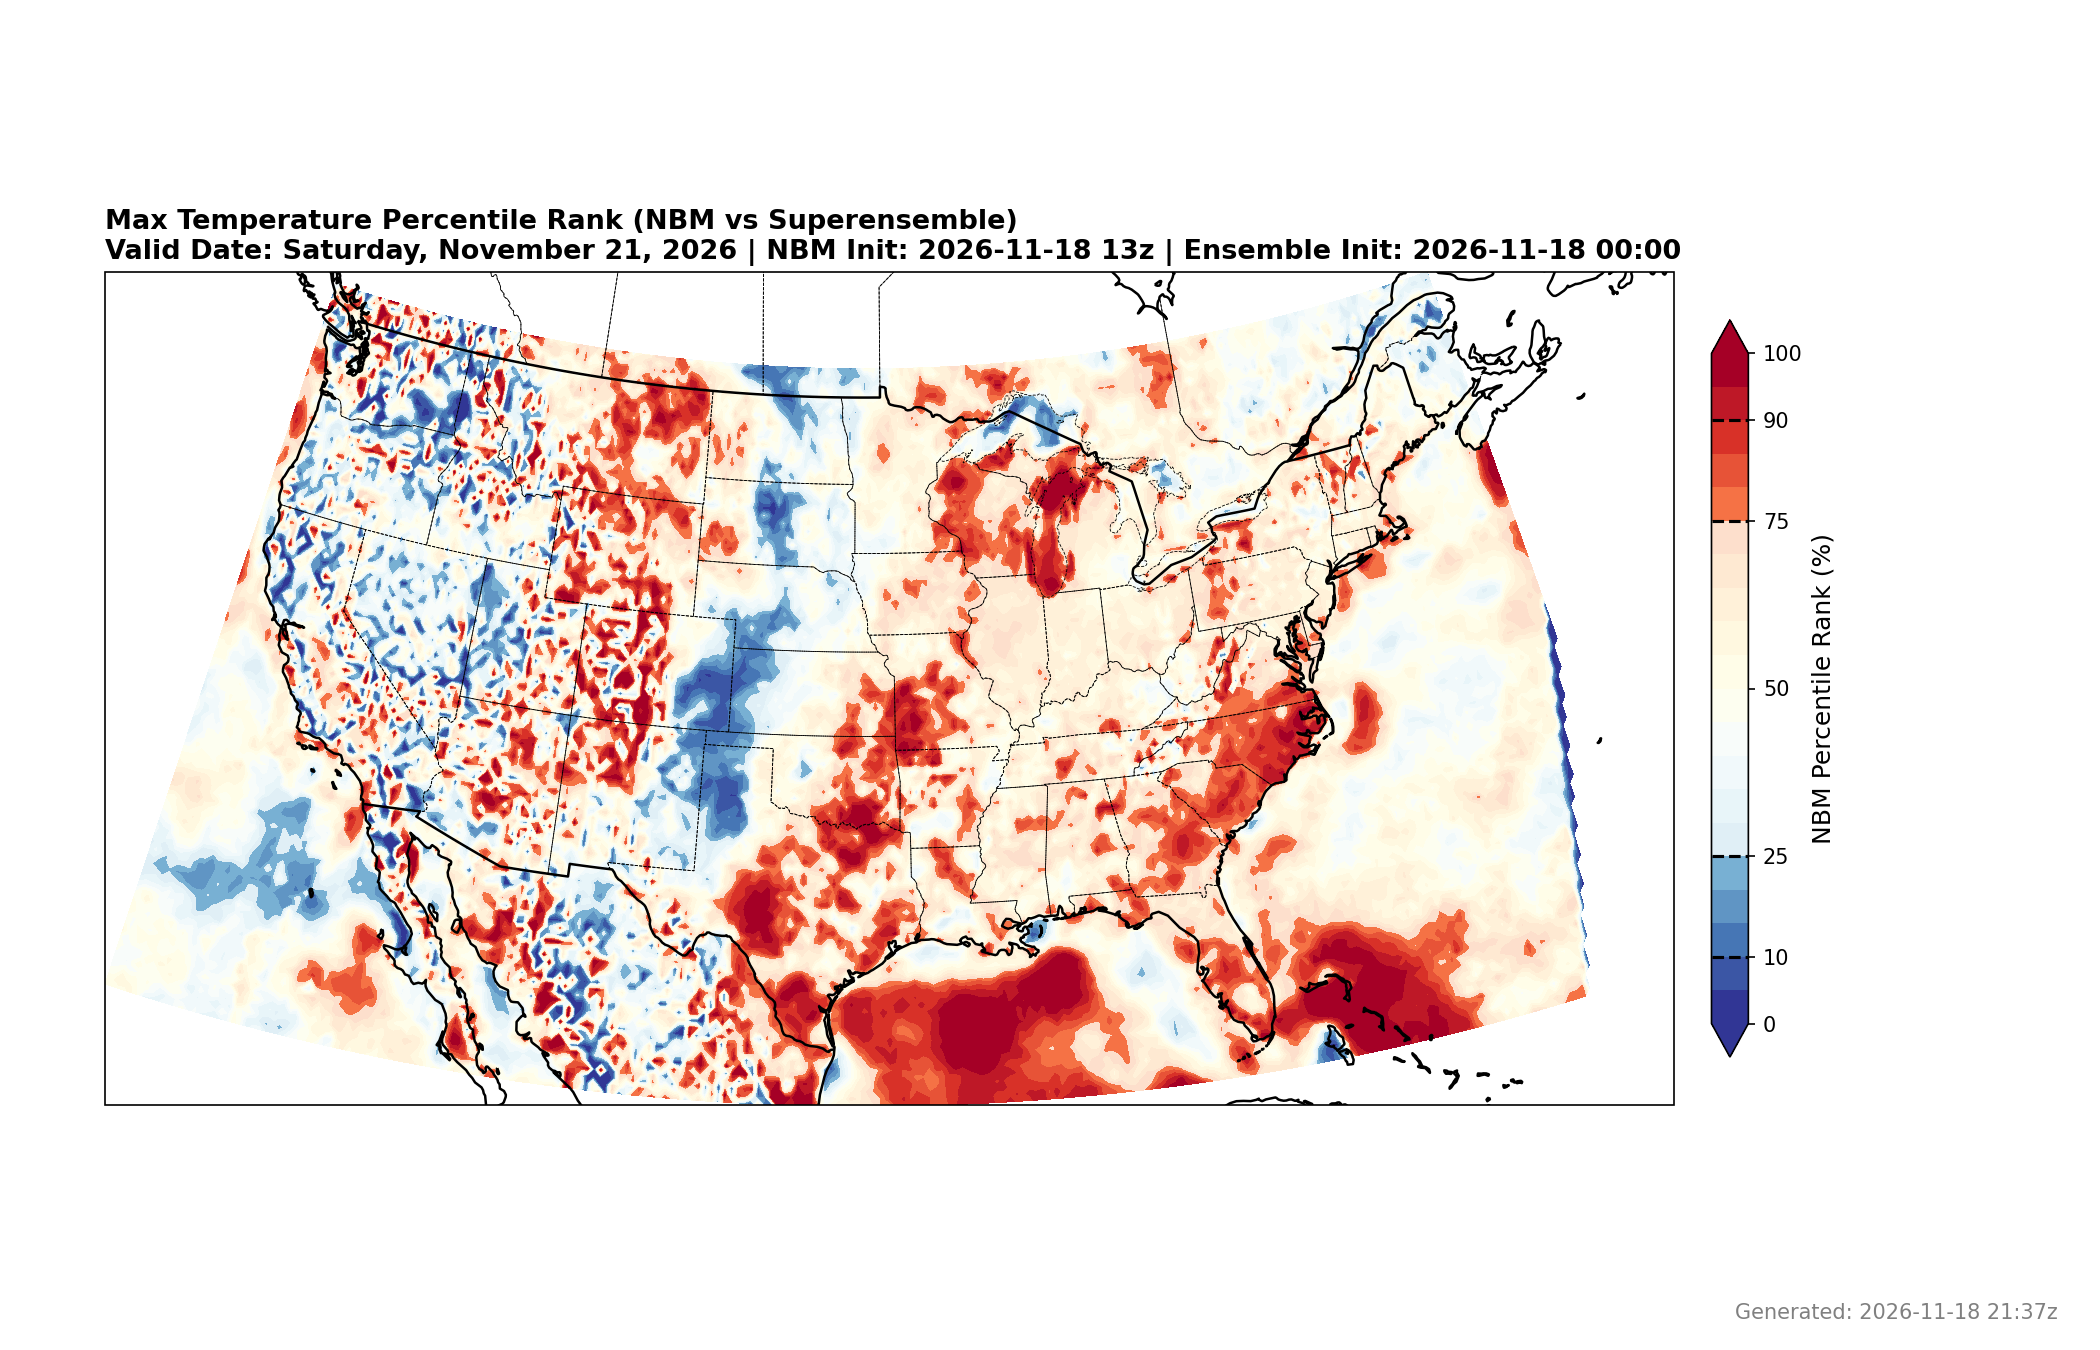 Max Temperature Percentile Rank (NBM vs Superensemble)
Valid Date: Saturday, November 21, 2026 | NBM Init: 2026-11-18 13z | Ensemble Init: 2026-11-18 00:00
100
90
75
50
25
10
0
NBM Percentile Rank (%)
Generated: 2026-11-18 21:37z